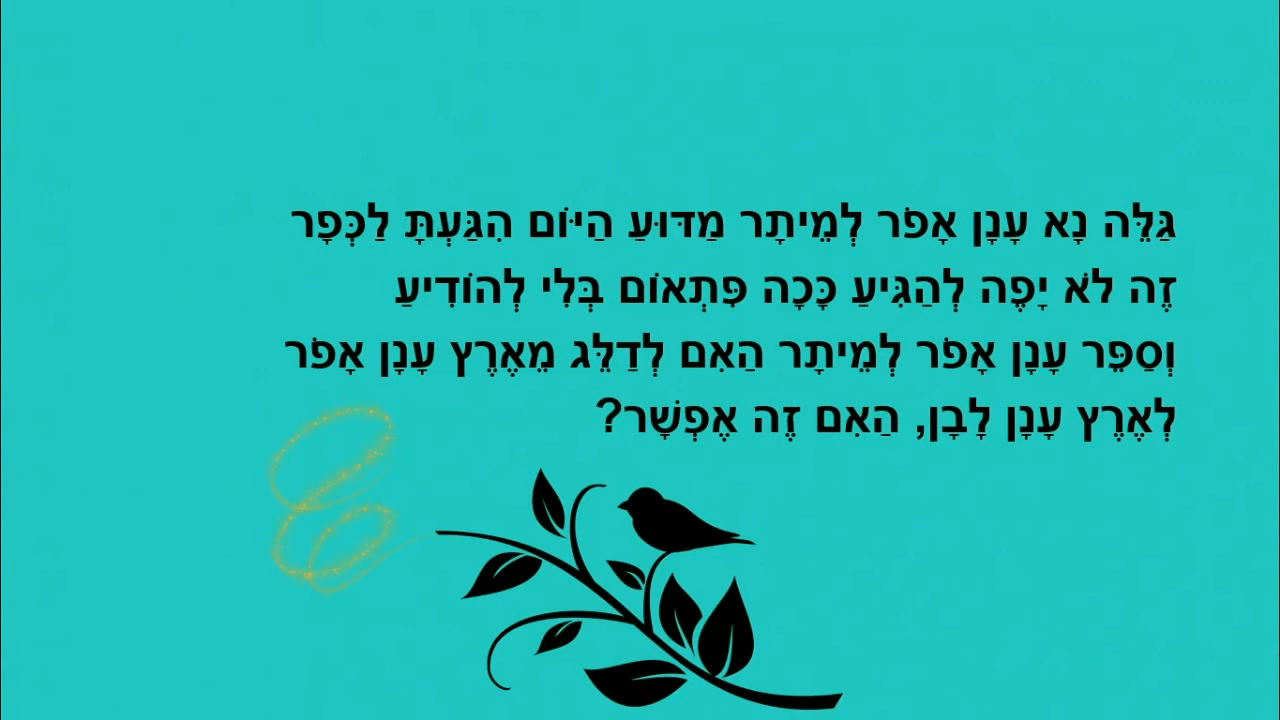 גַּלֵּה נָא עָנָן אָפֹר לְמֵיתָר מַדּוּעַ הַיּוֹם הִגַּעְתָּ לַכְּפָר
זֶה לֹא יָפֶה לְהַגִּיעַ כָּכָה פִּתְאוֹם בְּלִי לְהוֹדִיעַ
וְסַפֵּר עָנָן אָפֹר לְמֵיתָר הַאִם לְדַלֵּג מֵאֶרֶץ עָנָן אָפֹר
לְאֶרֶץ עָנָן לָבָן, הַאִם זֶה אֶפְשָׁר?